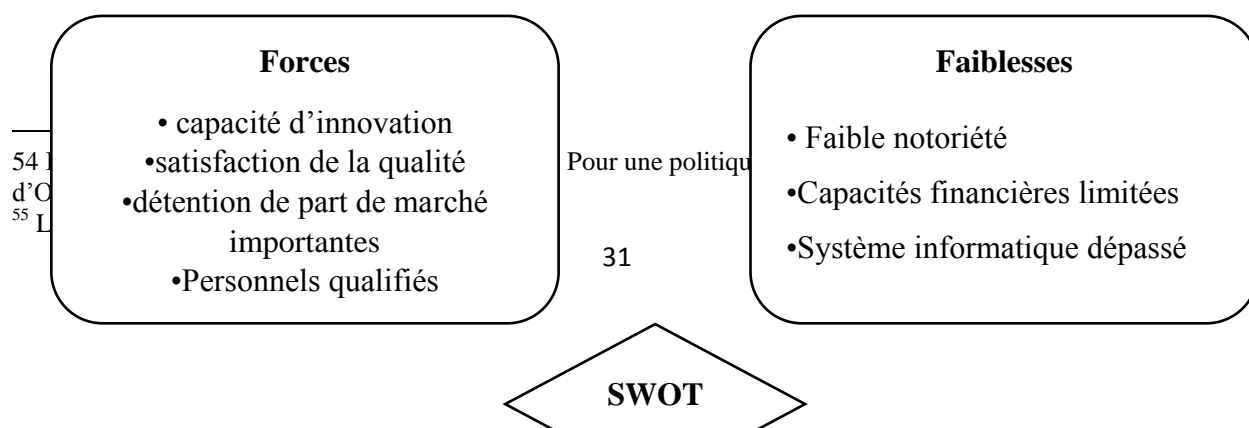 Forces
• capacité d’innovation
•satisfaction de la qualité
•détention de part de marché
importantes
•Personnels qualifiés
Faiblesses
• Faible notoriété
•Capacités financières limitées
•Système informatique dépassé
54
Pour une
55
31
SWOT